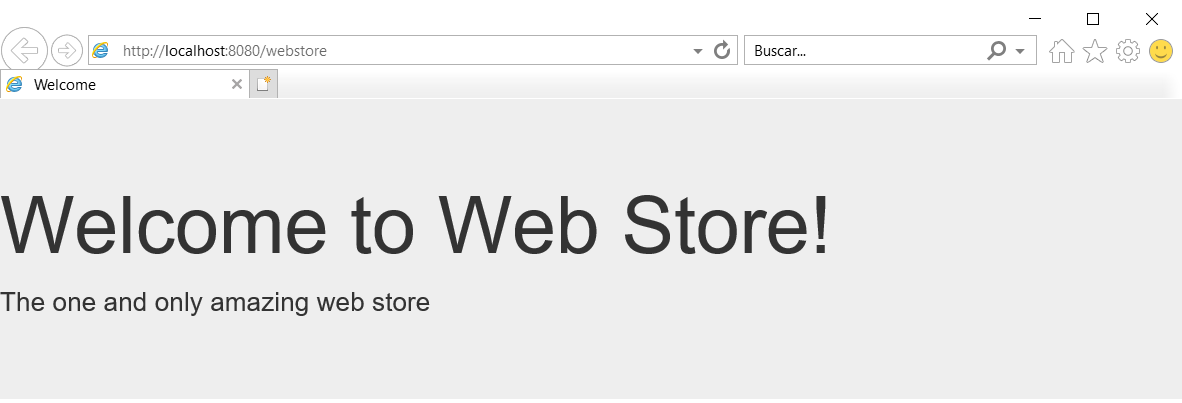 http://localhost:8080/webstore
Buscar...
Welcome
Welcome to Web Store!
The one and only amazing web store